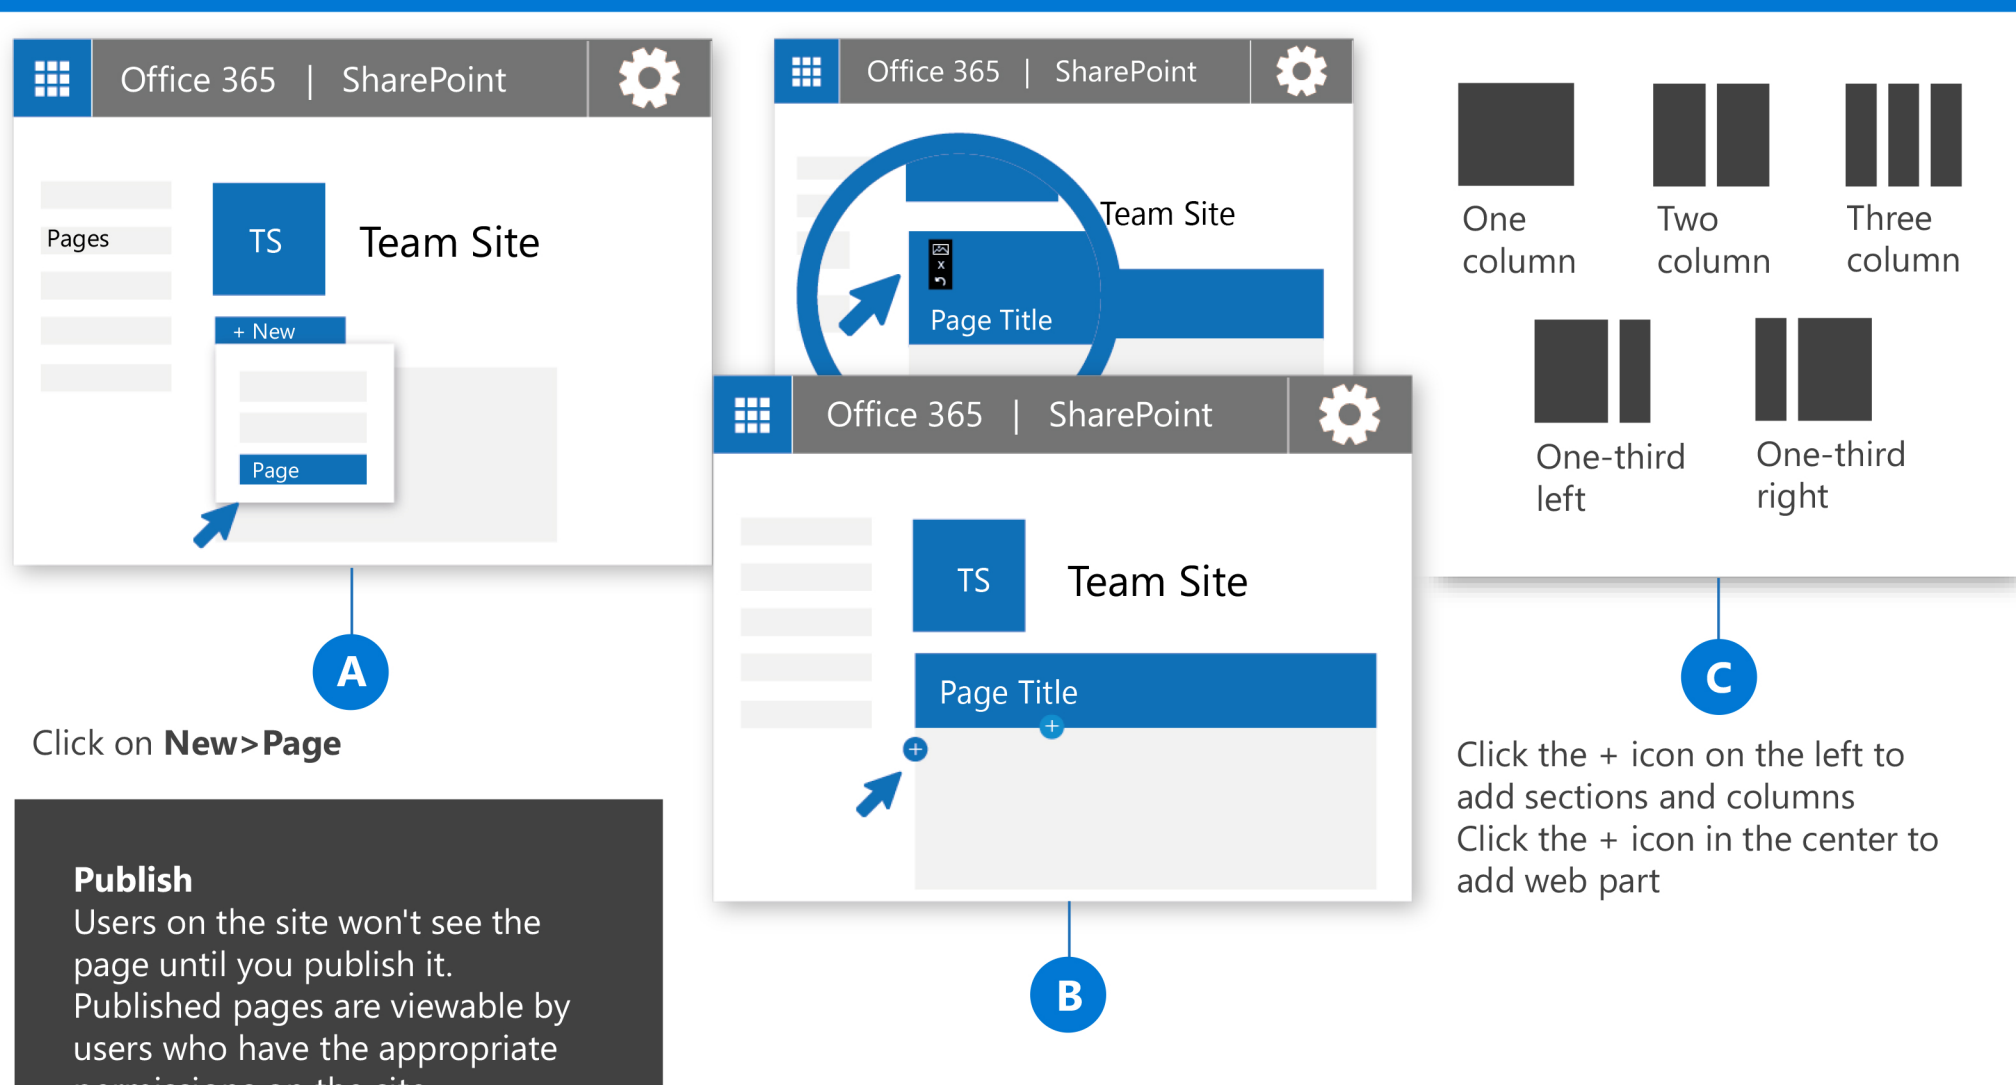 Office 365 | SharePoint
Pages
TS
Team Site
+ New
Page
A
Click on New>Page
Publish
Users on the site won't see the
page until you publish it.
Published pages are viewable by
users who have the appropriate
permissions on the site.
Office 365 | SharePoint
Team Site
x
Page Title
Office 365 | SharePoint
TS
Team Site
Page Title
+
+
B
One
column
Two
column
Three
column
One-third
left
One-third
right
C
Click the + icon on the left to
add sections and columns
Click the + icon in the center to
add web part